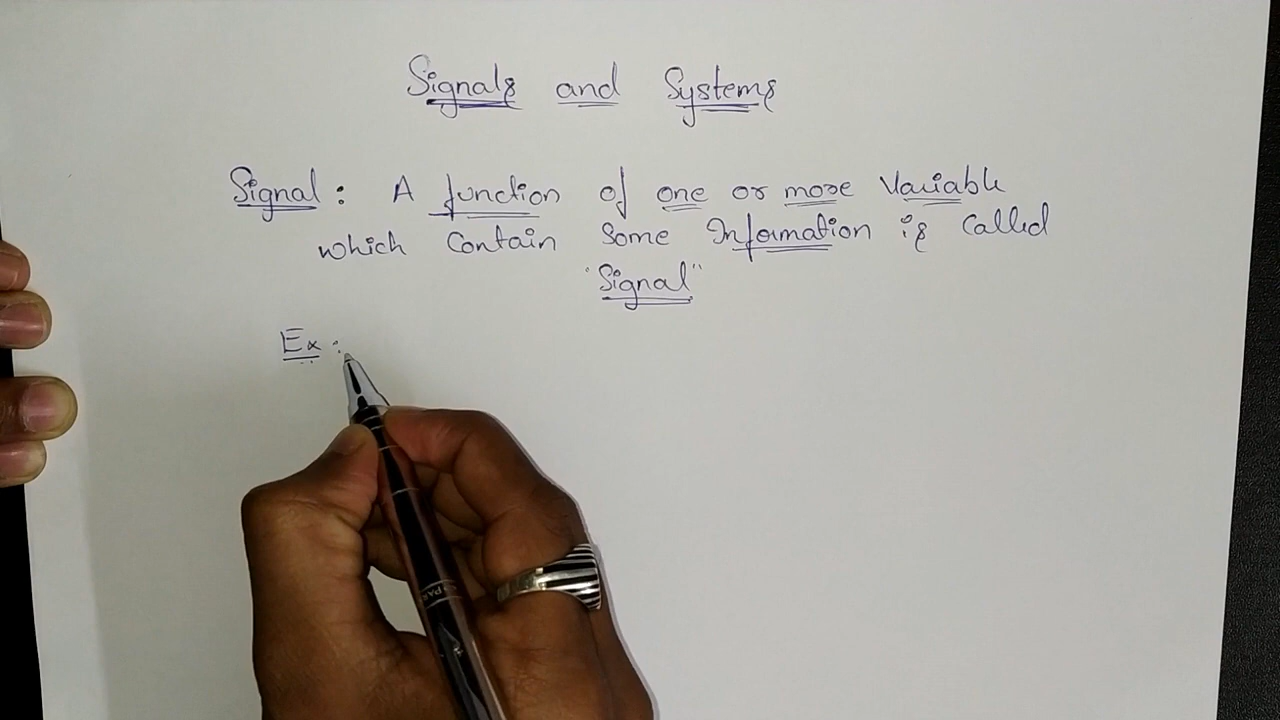 Signals and Systems
Signal : A function of one or more Variable
which contain some Information is called
"Signal"
Ex :